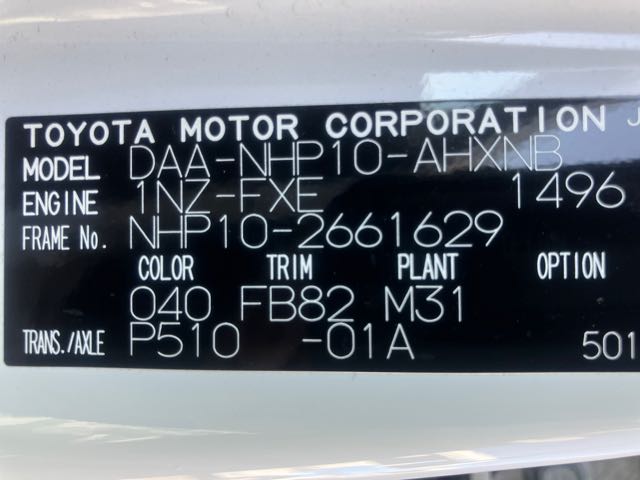 TOYOTA MOTOR CORPORATION J
MODEL DAA-NHP10-AHXNB
ENGINE 1NZ-FXE 1496
FRAME No. NHP10-2661629
COLOR TRIM PLANT OPTION
040 FB82 M31
TRANS./AXLE P510 -01A 501